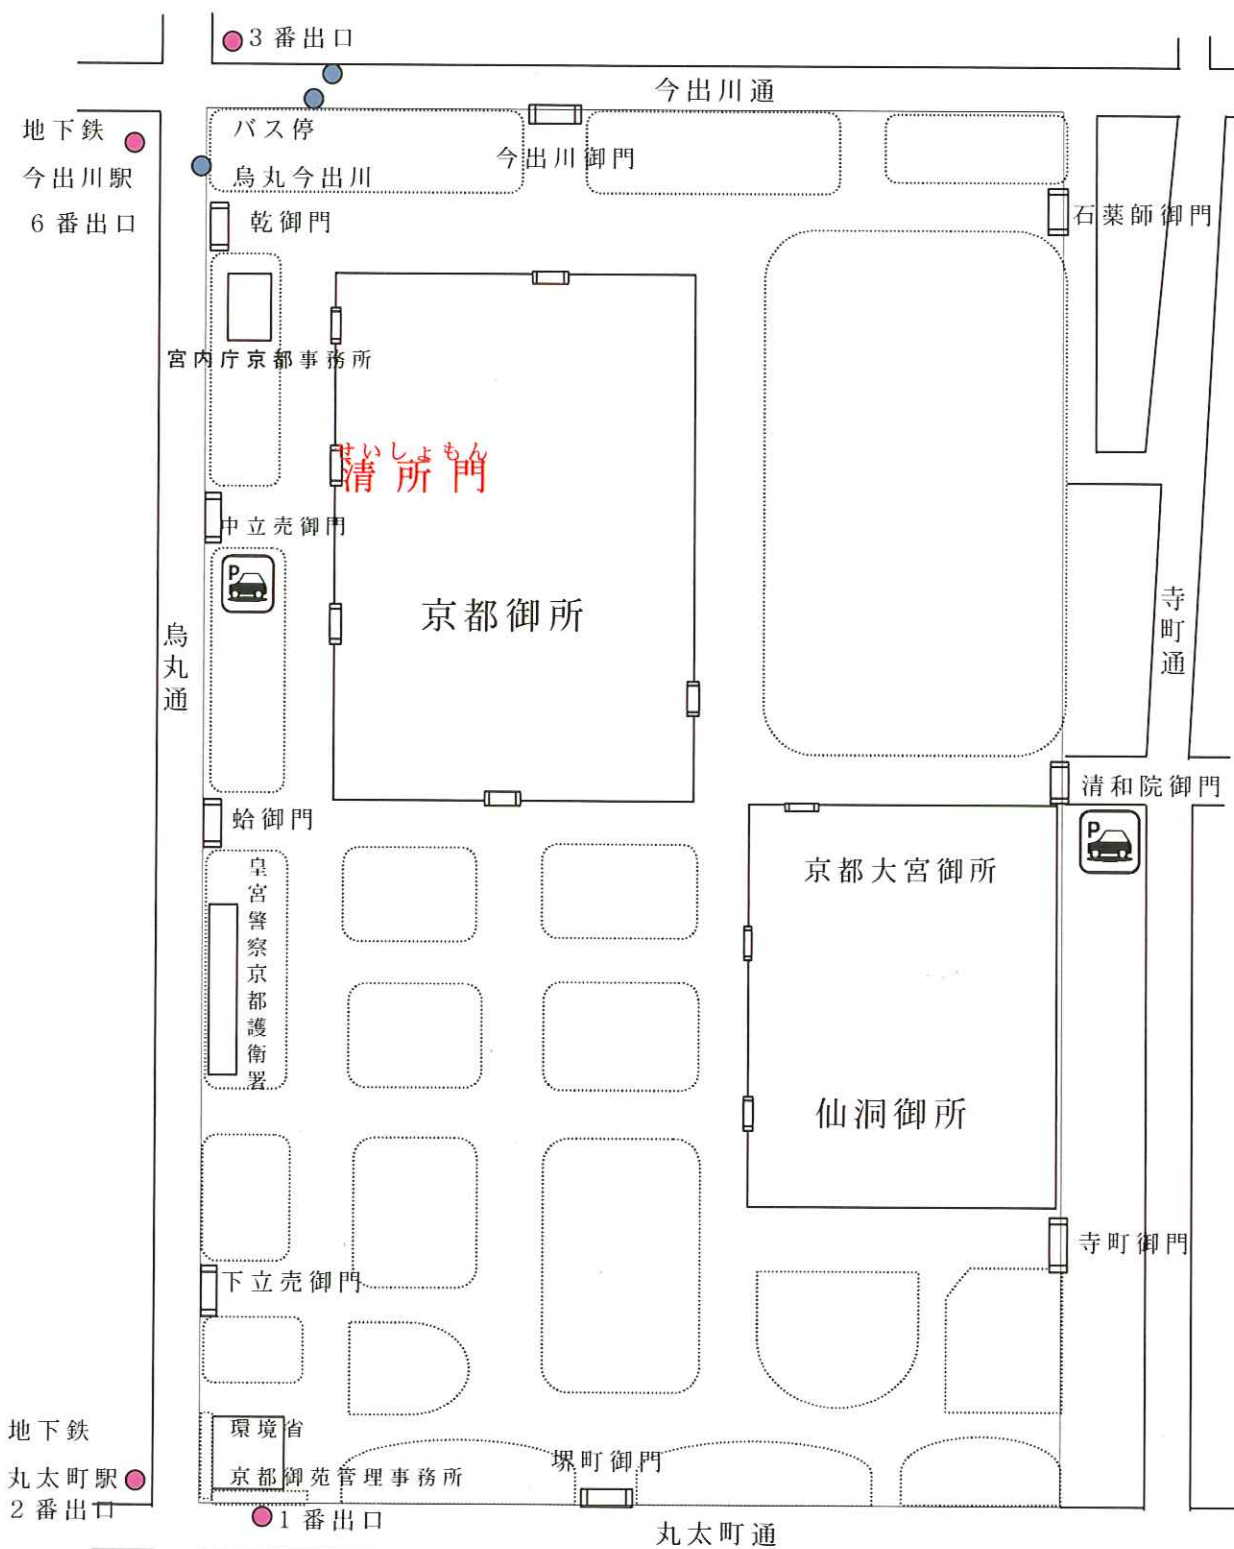 3番出口
今出川通
地下鉄
今出川駅
6番出口
バス停
烏丸今出川
今出川御門
乾御門
石薬師御門
宮内庁京都事務所
せいしょもん
清所門
中立売御門
P
京都御所
烏丸通
寺町通
蛤御門
清和院御門
P
皇宮警察京都護衛署
京都大宮御所
仙洞御所
寺町御門
下立売御門
環境省
京都御苑管理事務所
堺町御門
地下鉄
丸太町駅
2番出口
1番出口
丸太町通